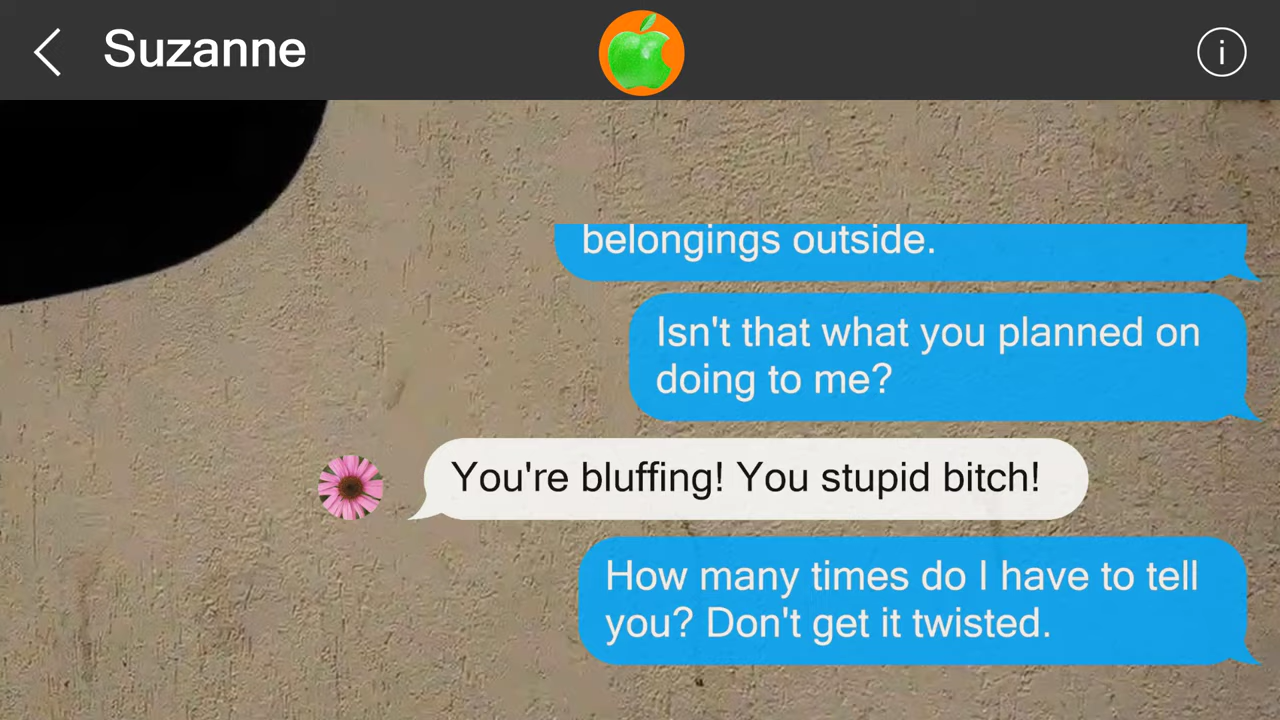 Suzanne
i
belongings outside.
Isn't that what you planned on
doing to me?
You're bluffing! You stupid bitch!
How many times do I have to tell
you? Don't get it twisted.